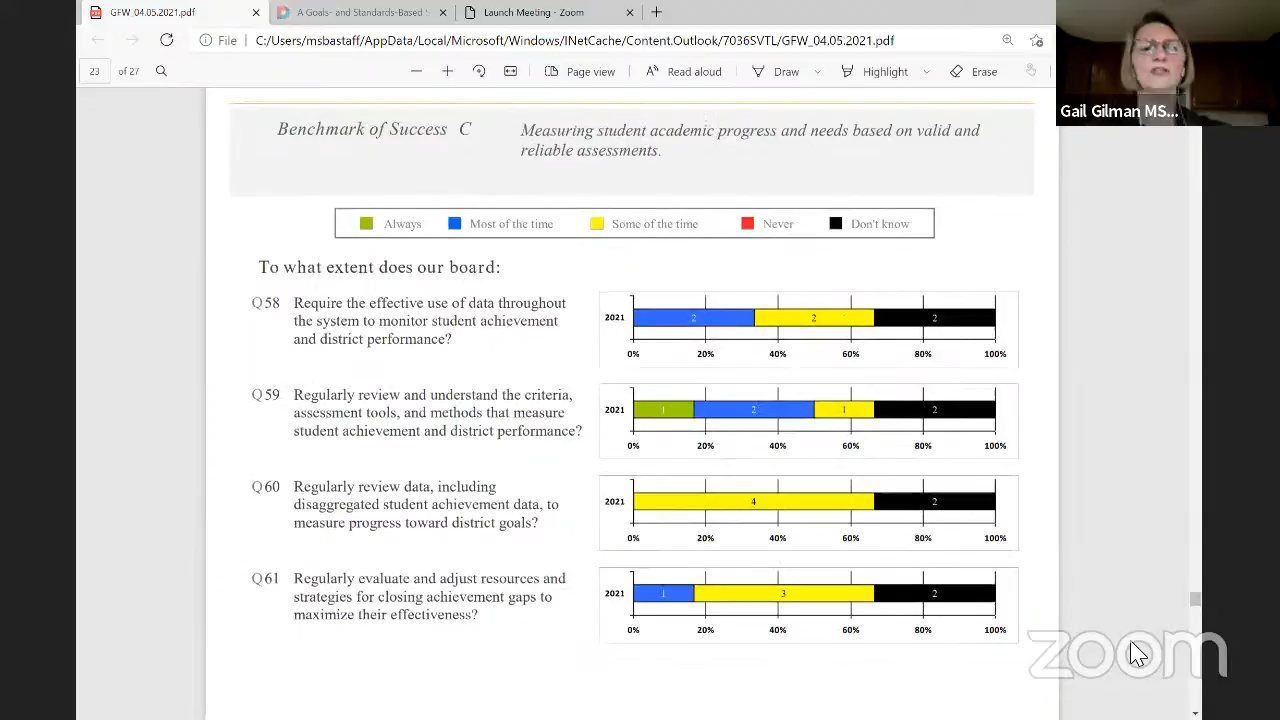 GFW_04.05.2021.pdf
A Goals- and Standards-Based S
Launch Meeting - Zoom
File
C:/Users/msbastaff/AppData/Local/Microsoft/Windows/INetCache/Content.Outlook/7036SVTL/GFW_04.05.2021.pdf
23 of 27
Page view
Read aloud
Draw
Highlight
Erase
Gail Gilman MS...
Benchmark of Success C
Measuring student academic progress and needs based on valid and
reliable assessments.
Always Most of the time Some of the time Never Don't know
To what extent does our board:
Q58 Require the effective use of data throughout
the system to monitor student achievement
and district performance?
2021 2 2 2
0% 20% 40% 60% 80% 100%
Q59 Regularly review and understand the criteria,
assessment tools, and methods that measure
student achievement and district performance?
2021 1 2 1 2
0% 20% 40% 60% 80% 100%
Q60 Regularly review data, including
disaggregated student achievement data, to
measure progress toward district goals?
2021 4 2
0% 20% 40% 60% 80% 100%
Q61 Regularly evaluate and adjust resources and
strategies for closing achievement gaps to
maximize their effectiveness?
2021 1 3 2
0% 20% 40% 60% 80% 100%
zoom